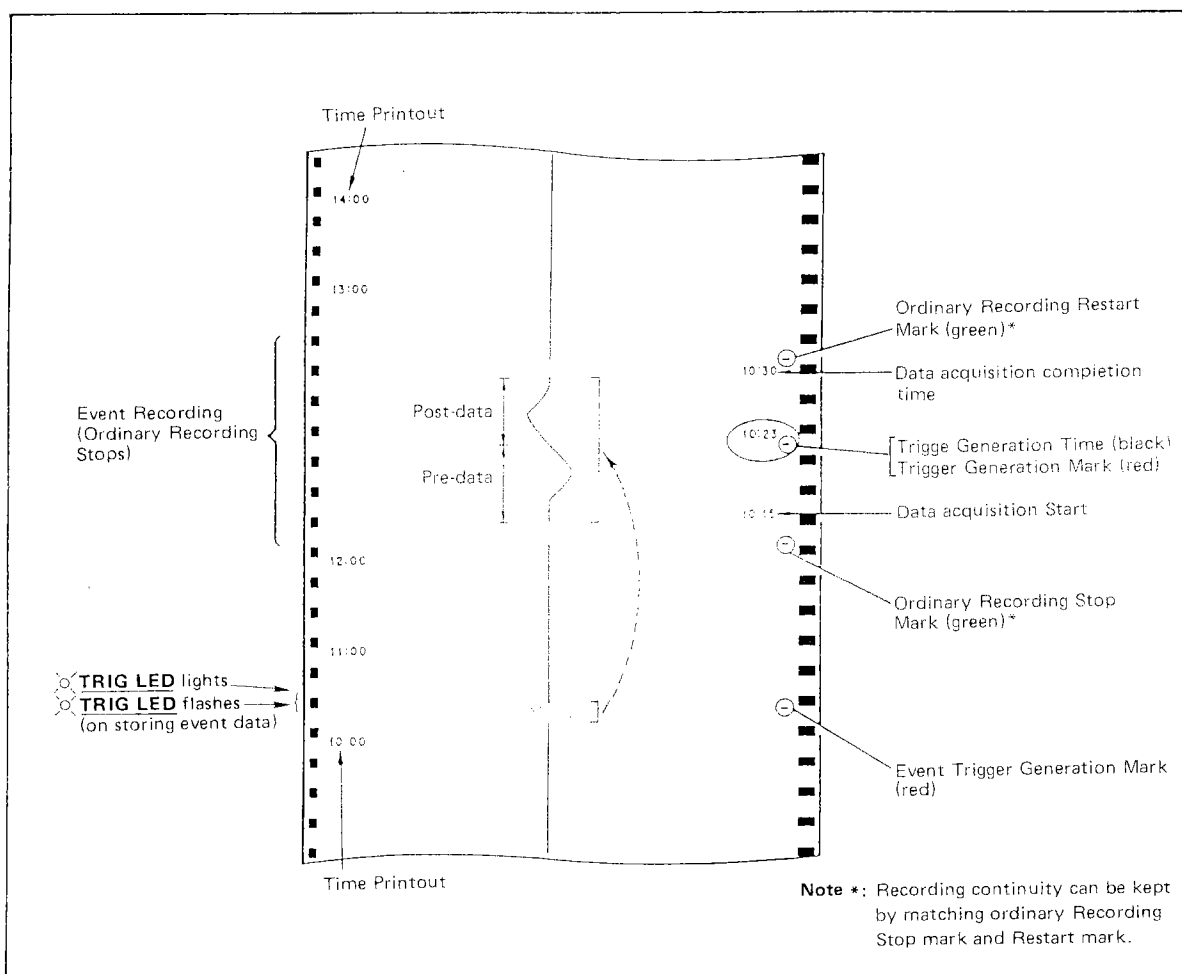 Time Printout
14:00
13:00
Ordinary Recording Restart
Mark (green)*
10:30
Data acquisition completion
time
Event Recording
(Ordinary Recording
Stops)
Post-data
Pre-data
10:23
Trigge Generation Time (black)
Trigger Generation Mark (red)
10:15
Data acquisition Start
12:00
Ordinary Recording Stop
Mark (green)*
11:00
TRIG LED lights
TRIG LED flashes
(on storing event data)
10:00
Event Trigger Generation Mark
(red)
Time Printout
Note *: Recording continuity can be kept
by matching ordinary Recording
Stop mark and Restart mark.